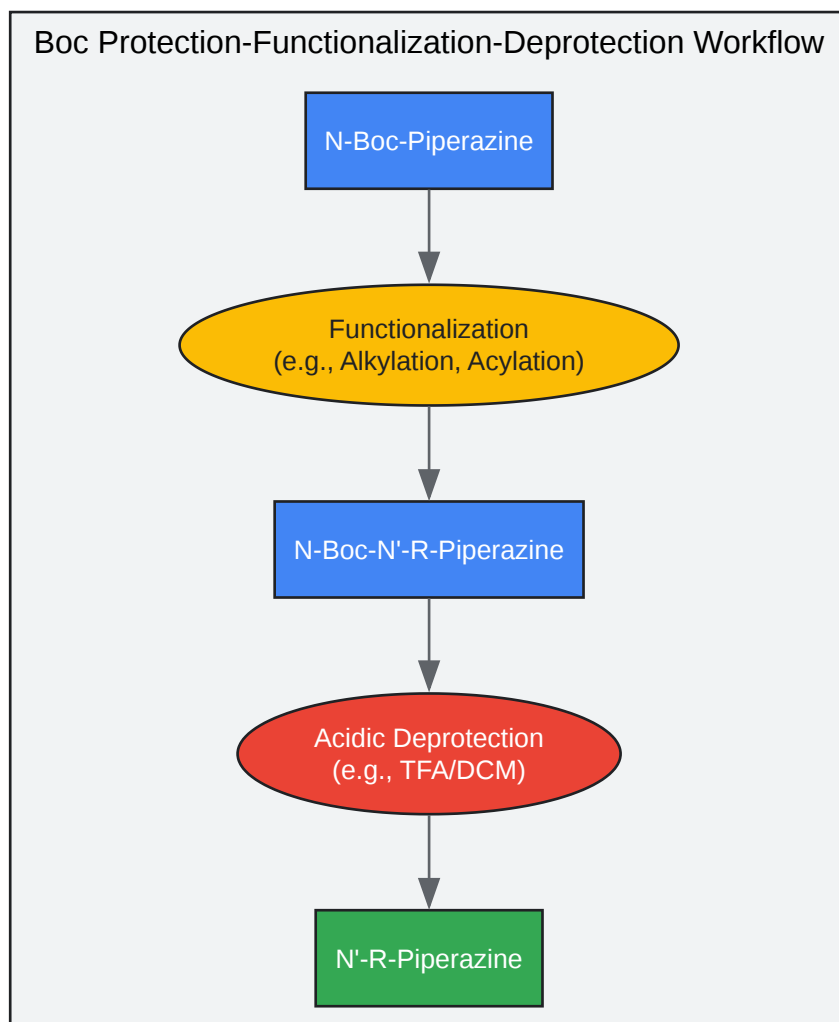 Boc Protection-Functionalization-Deprotection Workflow
N-Boc-Piperazine
Functionalization
(e.g., Alkylation, Acylation)
N-Boc-N'-R-Piperazine
Acidic Deprotection
(e.g., TFA/DCM)
N'-R-Piperazine